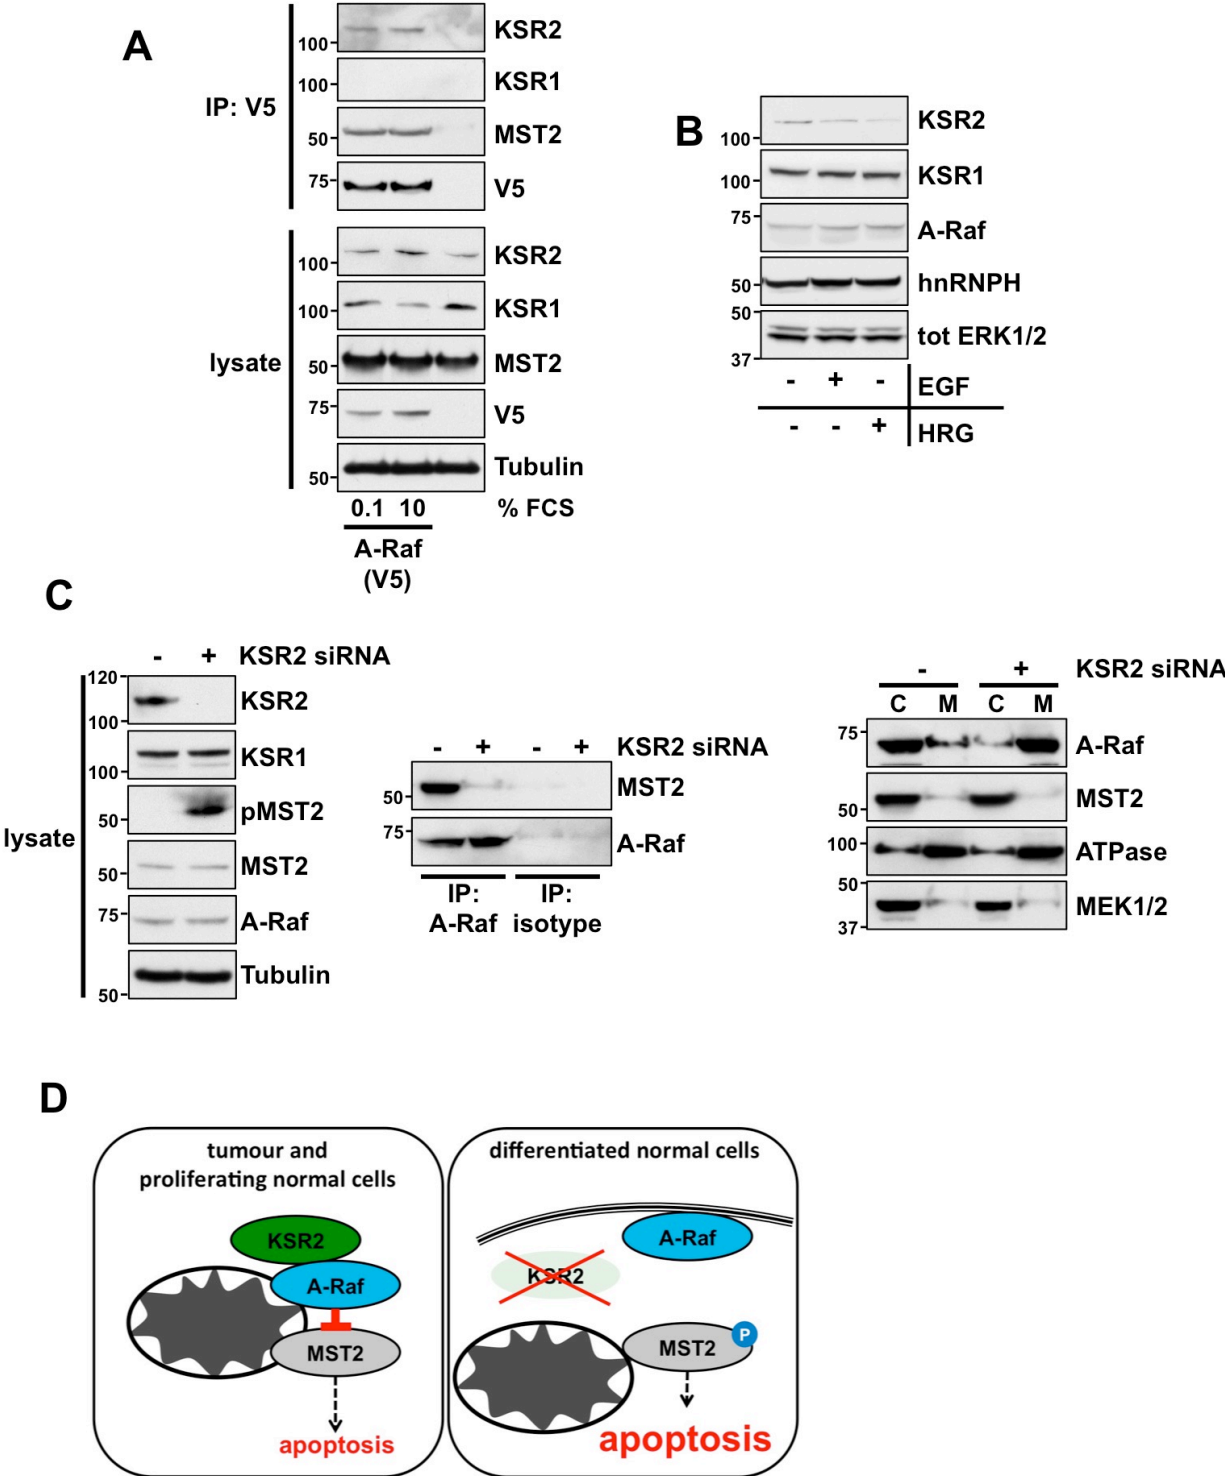 A
IP: V5
100
KSR2
100
KSR1
50
MST2
75
V5
lysate
100
KSR2
100
KSR1
50
MST2
75
V5
50
Tubulin
0.1 10 % FCS
A-Raf
(V5)
B
100
KSR2
100
KSR1
75
A-Raf
50
hnRNPH
50
tot ERK1/2
37
- + - EGF
- - + HRG
C
- + KSR2 siRNA
lysate
120
KSR2
100
KSR1
100
50
pMST2
50
MST2
75
A-Raf
Tubulin
50
- + - + KSR2 siRNA
50
MST2
75
A-Raf
IP: IP:
A-Raf isotype
- + KSR2 siRNA
C M C M
75
A-Raf
50
MST2
100
ATPase
50
MEK1/2
37
D
tumour and
proliferating normal cells
KSR2
A-Raf
MST2
apoptosis
differentiated normal cells
A-Raf
KSR2
P
MST2
apoptosis